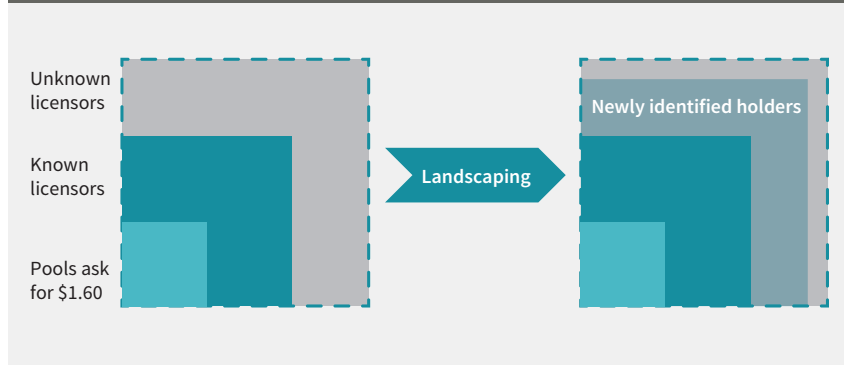 Unknown
licensors
Known
licensors
Pools ask
for $1.60
Landscaping
Newly identified holders